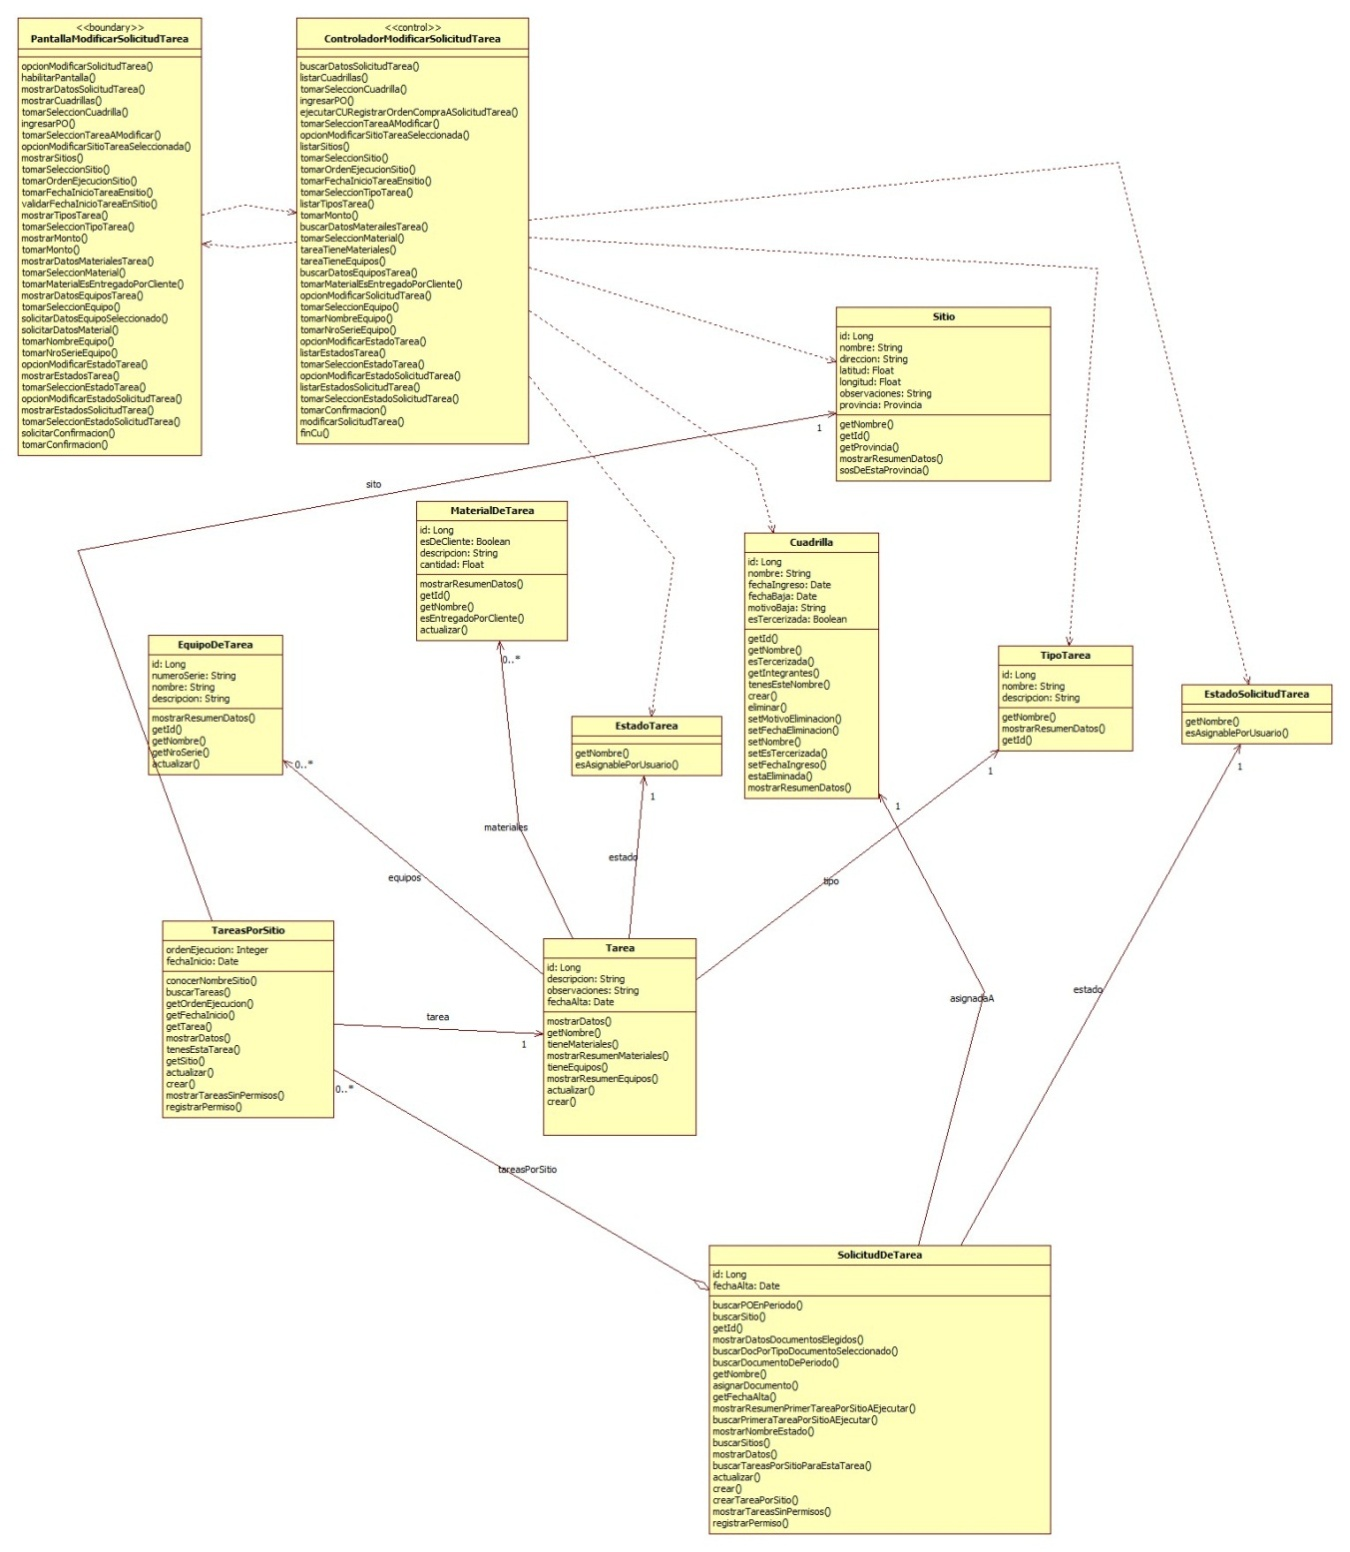 <<boundary>>
PantallaModificarSolicitudTarea
opcionModificarSolicitudTarea()
habilitarPantalla()
mostrarDatosSolicitudTarea()
mostrarCuadrillas()
tomarSeleccionCuadrilla()
ingresarPO()
tomarSeleccionTareaAModificar()
opcionModificarSitioTareaSeleccionada()
mostrarSitios()
tomarSeleccionSitio()
tomarOrdenEjecucionSitio()
tomarFechaInicioTareaEnsitio()
validarFechaInicioTareaEnSitio()
mostrarTiposTarea()
tomarSeleccionTipoTarea()
mostrarMonto()
tomarMonto()
mostrarDatosMaterialesTarea()
tomarSeleccionMaterial()
tomarMaterialEsEntregadoPorCliente()
mostrarDatosEquiposTarea()
tomarSeleccionEquipo()
solicitarDatosEquipoSeleccionado()
solicitarDatosMaterial()
tomarNombreEquipo()
tomarNroSerieEquipo()
opcionModificarEstadoTarea()
mostrarEstadosTarea()
tomarSeleccionEstadoTarea()
opcionModificarEstadoSolicitudTarea()
mostrarEstadosSolicitudTarea()
tomarSeleccionEstadoSolicitudTarea()
solicitarConfirmacion()
tomarConfirmacion()
<<control>>
ControladorModificarSolicitudTarea
buscarDatosSolicitudTarea()
listarCuadrillas()
tomarSeleccionCuadrilla()
ingresarPO()
ejecutarCURegistrarOrdenCompraASolicitudTarea()
tomarSeleccionTareaAModificar()
opcionModificarSitioTareaSeleccionada()
listarSitios()
tomarSeleccionSitio()
tomarOrdenEjecucionSitio()
tomarFechaInicioTareaEnsitio()
tomarSeleccionTipoTarea()
listarTiposTarea()
tomarMonto()
buscarDatosMaterailesTarea()
tomarSeleccionMaterial()
tareaTieneMateriales()
tareaTieneEquipos()
buscarDatosEquiposTarea()
tomarMaterialEsEntregadoPorCliente()
opcionModificarSolicitudTarea()
tomarSeleccionEquipo()
tomarNombreEquipo()
tomarNroSerieEquipo()
opcionModificarEstadoTarea()
listarEstadosTarea()
tomarSeleccionEstadoTarea()
opcionModificarEstadoSolicitudTarea()
listarEstadosSolicitudTarea()
tomarSeleccionEstadoSolicitudTarea()
tomarConfirmacion()
modificarSolicitudTarea()
finCu()
Sitio
id: Long
nombre: String
direccion: String
latitud: Float
longitud: Float
observaciones: String
provincia: Provincia
getNombre()
getId()
getProvincia()
mostrarResumenDatos()
sosDeEstaProvincia()
1
sito
MaterialDeTarea
id: Long
esDeCliente: Boolean
descripcion: String
cantidad: Float
mostrarResumenDatos()
getId()
getNombre()
esEntregadoPorCliente()
actualizar()
0..*
Cuadrilla
id: Long
nombre: String
fechaIngreso: Date
fechaBaja: Date
motivoBaja: String
esTercerizada: Boolean
getId()
getNombre()
esTercerizada()
getIntegrantes()
tenesEsteNombre()
crear()
eliminar()
setMotivoEliminacion()
setFechaEliminacion()
setNombre()
setEsTercerizada()
setFechaIngreso()
estaEliminada()
mostrarResumenDatos()
1
EquipoDeTarea
id: Long
numeroSerie: String
nombre: String
descripcion: String
mostrarResumenDatos()
getId()
getNombre()
getNroSerie()
actualizar()
0..*
TipoTarea
id: Long
nombre: String
descripcion: String
getNombre()
mostrarResumenDatos()
getId()
1
EstadoSolicitudTarea
getNombre()
esAsignablePorUsuario()
1
EstadoTarea
getNombre()
esAsignablePorUsuario()
1
materiales
estado
equipos
tipo
asignadaA
estado
TareasPorSitio
ordenEjecucion: Integer
fechaInicio: Date
conocerNombreSitio()
buscarTareas()
getOrdenEjecucion()
getFechaInicio()
getTarea()
mostrarDatos()
tenesEstaTarea()
getSitio()
actualizar()
crear()
mostrarTareasSinPermisos()
registrarPermiso()
tarea
1
0..*
Tarea
id: Long
descripcion: String
observaciones: String
fechaAlta: Date
mostrarDatos()
getNombre()
tieneMateriales()
mostrarResumenMateriales()
tieneEquipos()
mostrarResumenEquipos()
actualizar()
crear()
tareasPorSitio
SolicitudDeTarea
id: Long
fechaAlta: Date
buscarPOEnPeriodo()
buscarSitio()
getId()
mostrarDatosDocumentosElegidos()
buscarDocPorTipoDocumentoSeleccionado()
buscarDocumentoDePeriodo()
getNombre()
asignarDocumento()
getFechaAlta()
mostrarResumenPrimerTareaPorSitioAEjecutar()
buscarPrimeraTareaPorSitioAEjecutar()
mostrarNombreEstado()
buscarSitios()
mostrarDatos()
buscarTareasPorSitioParaEstaTarea()
actualizar()
crear()
crearTareaPorSitio()
mostrarTareasSinPermisos()
registrarPermiso()